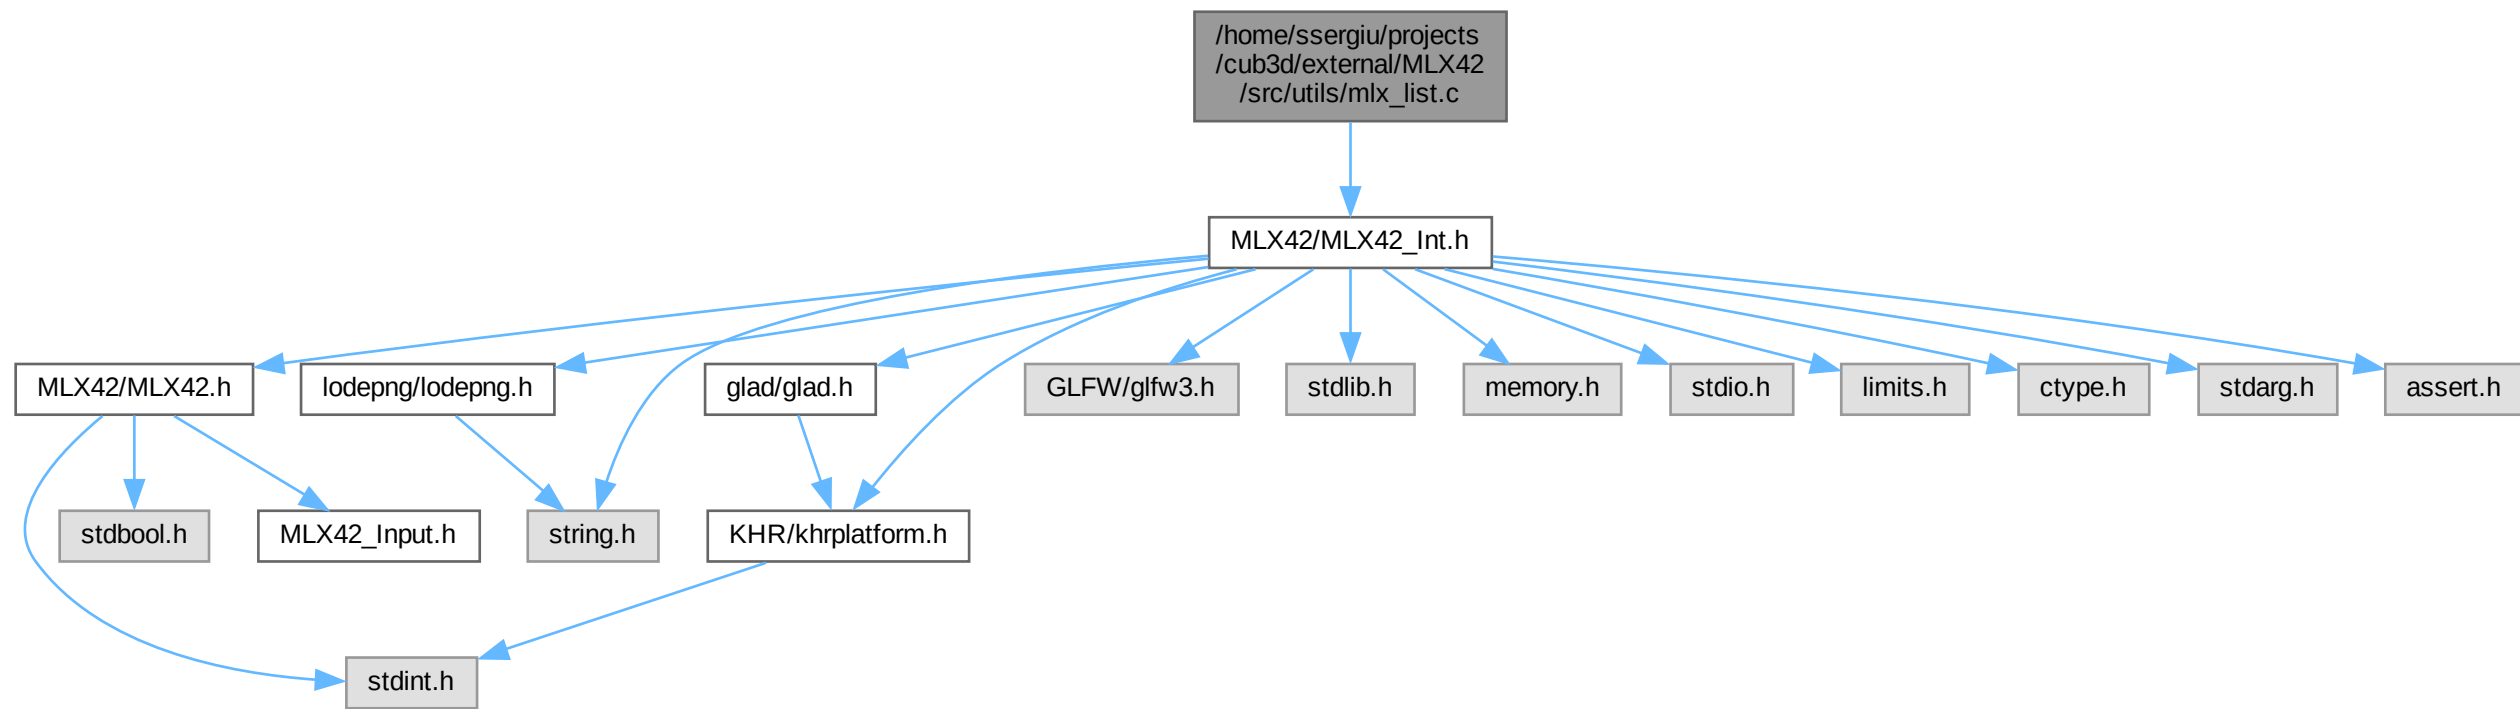 /home/ssergiu/projects
/cub3d/external/MLX42
/src/utils/mlx_list.c
MLX42/MLX42_Int.h
MLX42/MLX42.h
lodepng/lodepng.h
glad/glad.h
GLFW/glfw3.h
stdlib.h
memory.h
stdio.h
limits.h
ctype.h
stdarg.h
assert.h
stdbool.h
MLX42_Input.h
string.h
KHR/khrplatform.h
stdint.h